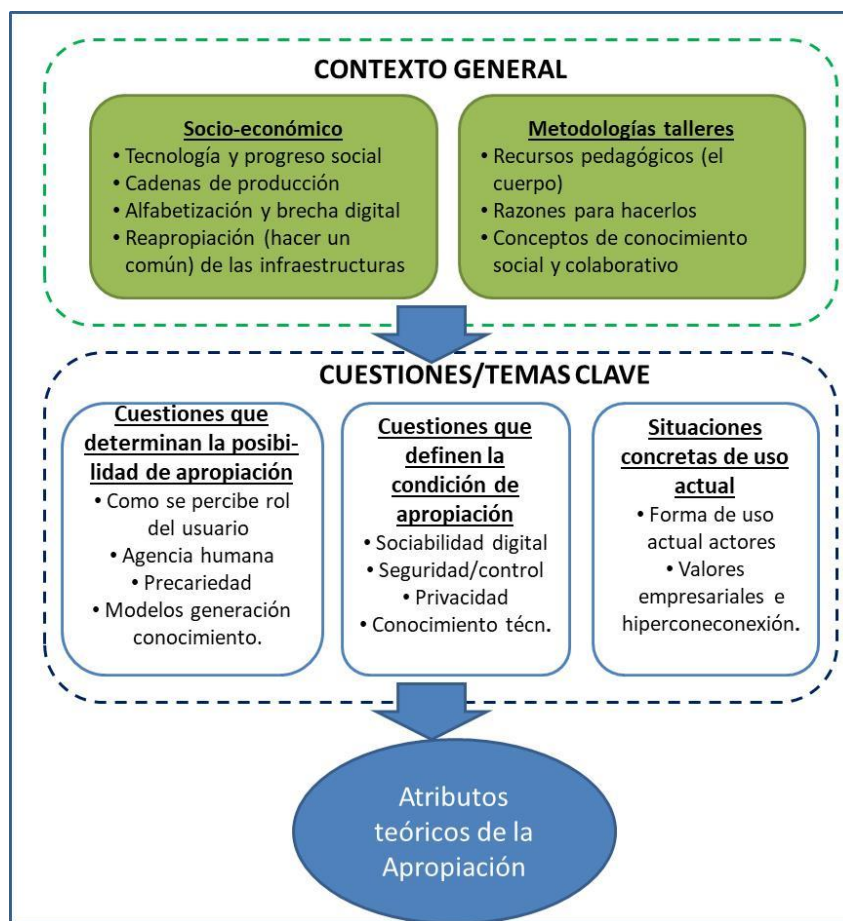 CONTEXTO GENERAL
Socio-económico
• Tecnología y progreso social
• Cadenas de producción
• Alfabetización y brecha digital
• Reapropiación (hacer un
común) de las infraestructuras
Metodologías talleres
• Recursos pedagógicos (el
cuerpo)
• Razones para hacerlos
• Conceptos de conocimiento
social y colaborativo
CUESTIONES/TEMAS CLAVE
Cuestiones que
determinan la posibi-
lidad de apropiación
• Como se percibe rol
del usuario
• Agencia humana
• Precariedad
• Modelos generación
conocimiento.
Cuestiones que
definen la
condición de
apropiación
• Sociabilidad digital
• Seguridad/control
• Privacidad
• Conocimiento técn.
Situaciones
concretas de uso
actual
• Forma de uso
actual actores
• Valores
empresariales e
hiperconeconexión.
Atributos
teóricos de la
Apropiación